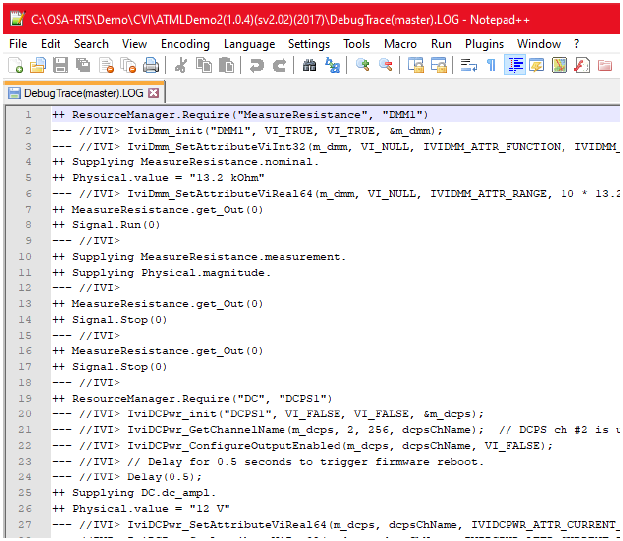 C:\OSA-RTS\Demo\CVI\ATMLDemo2(1.0.4)(sv2.02)(2017)\DebugTrace(master).LOG - Notepad++
File Edit Search View Encoding Language Settings Tools Macro Run Plugins Window ?
DebugTrace(master).LOG
1 ++ ResourceManager.Require("MeasureResistance", "DMM1")
2 --- //IVI> IviDmm_init("DMM1", VI_TRUE, VI_TRUE, &m_dmm);
3 --- //IVI> IviDmm_SetAttributeViInt32(m_dmm, VI_NULL, IVIDMM_ATTR_FUNCTION, IVIDMM_
4 ++ Supplying MeasureResistance.nominal.
5 ++ Physical.value = "13.2 kOhm"
6 --- //IVI> IviDmm_SetAttributeViReal64(m_dmm, VI_NULL, IVIDMM_ATTR_RANGE, 10 * 13.2
7 ++ MeasureResistance.get_Out(0)
8 ++ Signal.Run(0)
9 --- //IVI>
10 ++ Supplying MeasureResistance.measurement.
11 ++ Supplying Physical.magnitude.
12 --- //IVI>
13 ++ MeasureResistance.get_Out(0)
14 ++ Signal.Stop(0)
15 --- //IVI>
16 ++ MeasureResistance.get_Out(0)
17 ++ Signal.Stop(0)
18 --- //IVI>
19 ++ ResourceManager.Require("DC", "DCPS1")
20 --- //IVI> IviDCPwr_init("DCPS1", VI_FALSE, VI_FALSE, &m_dcps);
21 --- //IVI> IviDCPwr_GetChannelName(m_dcps, 2, 256, dcpsChName);  // DCPS ch #2 is u
22 --- //IVI> IviDCPwr_ConfigureOutputEnabled(m_dcps, dcpsChName, VI_FALSE);
23 --- //IVI> // Delay for 0.5 seconds to trigger firmware reboot.
24 --- //IVI> Delay(0.5);
25 ++ Supplying DC.dc_ampl.
26 ++ Physical.value = "12 V"
27 --- //IVI> IviDCPwr_SetAttributeViReal64(m_dcps, dcpsChName, IVIDCPWR_ATTR_CURRENT_